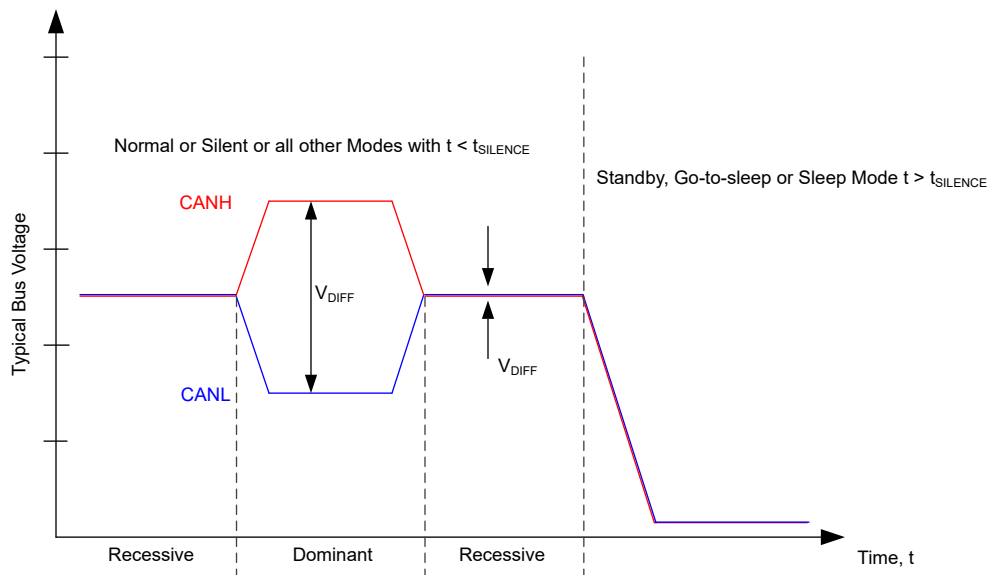 Normal or Silent or all other Modes with t < tSILENCE
Standby, Go-to-sleep or Sleep Mode t > tSILENCE
CANH
VDIFF
VDIFF
CANL
Typical Bus Voltage
Recessive
Dominant
Recessive
Time, t